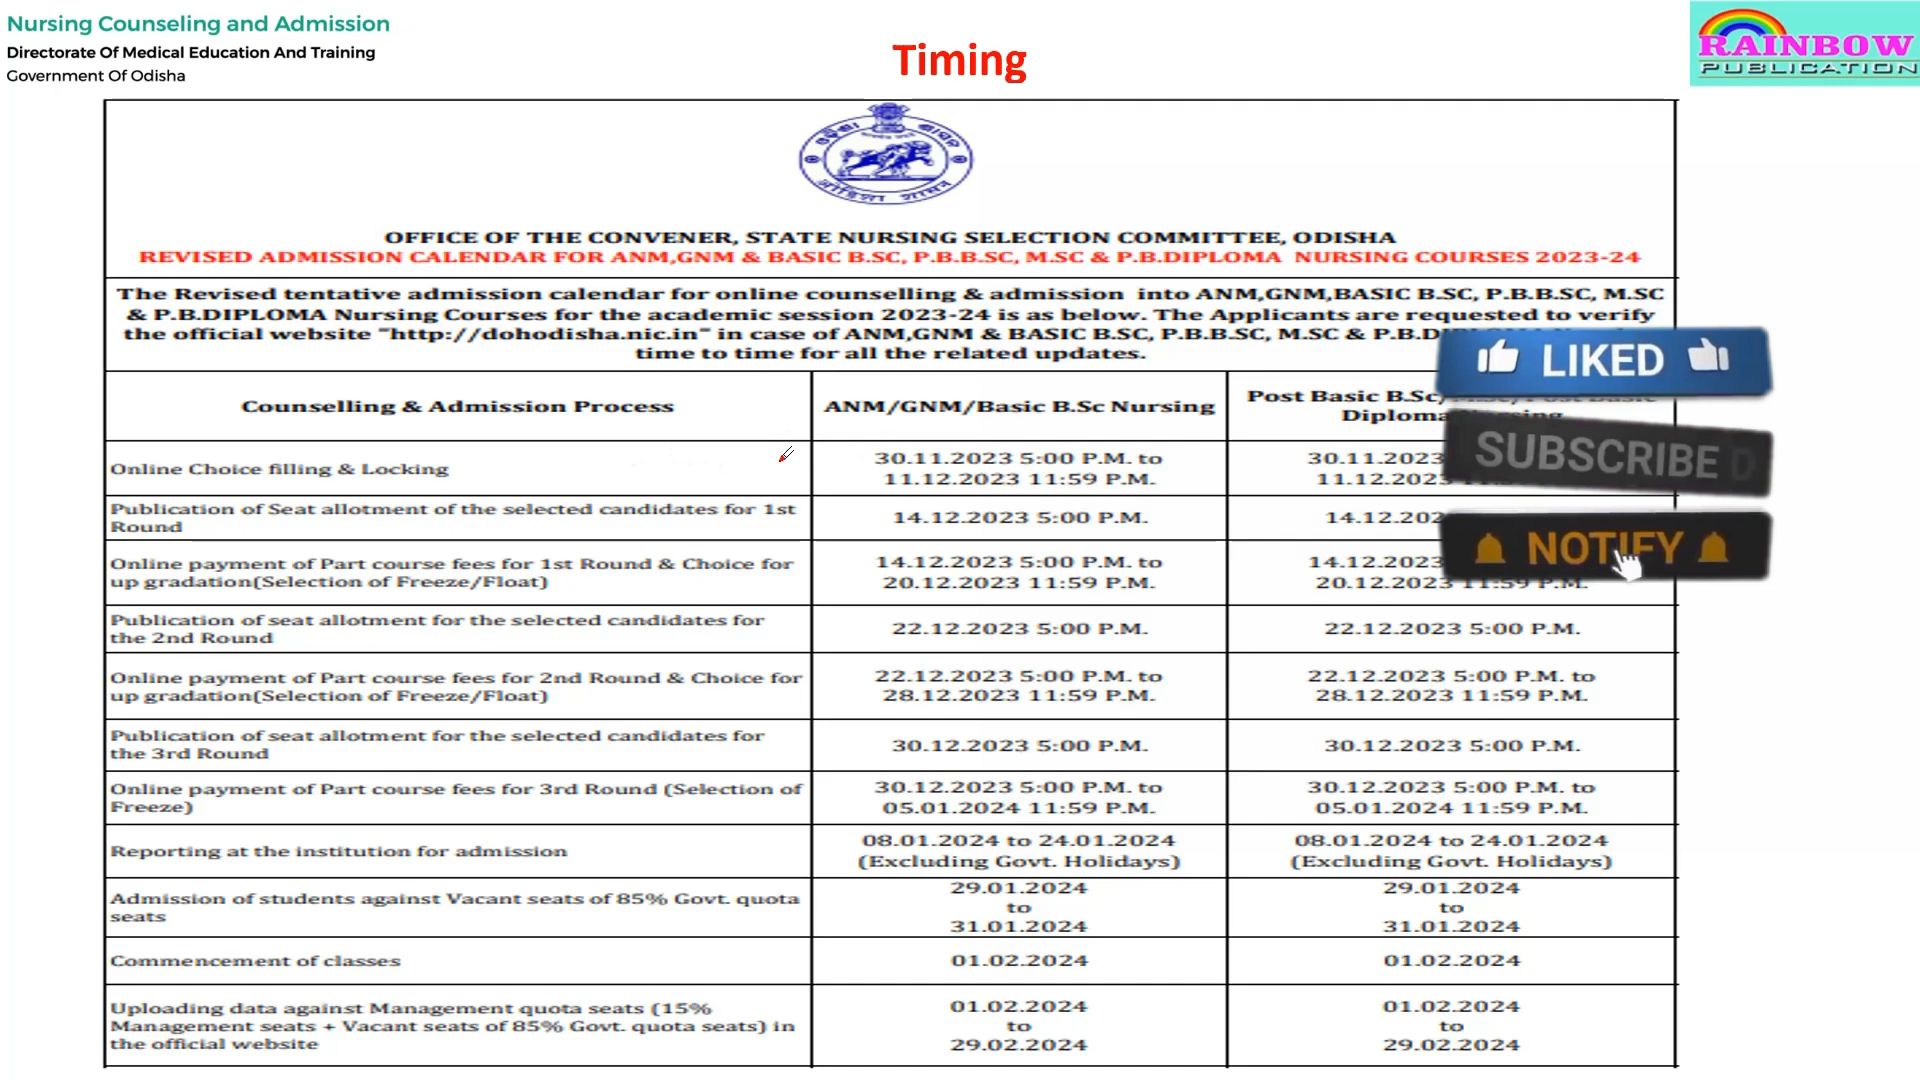 Nursing Counseling and Admission
Directorate Of Medical Education And Training
Government Of Odisha
Timing
RAINBOW
PUBLICATION
ଓଡ଼ିଶା ଶାସନ
ओड़िशा शासन
OFFICE OF THE CONVENER, STATE NURSING SELECTION COMMITTEE, ODISHA
REVISED ADMISSION CALENDAR FOR ANM,GNM & BASIC B.SC, P.B.B.SC, M.SC & P.B.DIPLOMA NURSING COURSES 2023-24
The Revised tentative admission calendar for online counselling & admission into ANM,GNM,BASIC B.SC, P.B.B.SC, M.SC
& P.B.DIPLOMA Nursing Courses for the academic session 2023-24 is as below. The Applicants are requested to verify
the official website "http://dohodisha.nic.in" in case of ANM,GNM & BASIC B.SC, P.B.B.SC, M.SC & P.B.D
time to time for all the related updates.
LIKED
SUBSCRIBE D
NOTIFY
Counselling & Admission Process
ANM/GNM/Basic B.Sc Nursing
Post Basic B.Sc/
Diploma
Online Choice filling & Locking
30.11.2023 5:00 P.M. to
11.12.2023 11:59 P.M.
30.11.2023
11.12.2023
Publication of Seat allotment of the selected candidates for 1st
Round
14.12.2023 5:00 P.M.
14.12.202
Online payment of Part course fees for 1st Round & Choice for
up gradation(Selection of Freeze/Float)
14.12.2023 5:00 P.M. to
20.12.2023 11:59 P.M.
14.12.2023
20.12.2023 11:59 P.M.
Publication of seat allotment for the selected candidates for
the 2nd Round
22.12.2023 5:00 P.M.
22.12.2023 5:00 P.M.
Online payment of Part course fees for 2nd Round & Choice for
up gradation(Selection of Freeze/Float)
22.12.2023 5:00 P.M. to
28.12.2023 11:59 P.M.
22.12.2023 5:00 P.M. to
28.12.2023 11:59 P.M.
Publication of seat allotment for the selected candidates for
the 3rd Round
30.12.2023 5:00 P.M.
30.12.2023 5:00 P.M.
Online payment of Part course fees for 3rd Round (Selection of
Freeze)
30.12.2023 5:00 P.M. to
05.01.2024 11:59 P.M.
30.12.2023 5:00 P.M. to
05.01.2024 11:59 P.M.
Reporting at the institution for admission
08.01.2024 to 24.01.2024
(Excluding Govt. Holidays)
08.01.2024 to 24.01.2024
(Excluding Govt. Holidays)
Admission of students against Vacant seats of 85% Govt. quota
seats
29.01.2024
to
31.01.2024
29.01.2024
to
31.01.2024
Commencement of classes
01.02.2024
01.02.2024
Uploading data against Management quota seats (15%
Management seats + Vacant seats of 85% Govt. quota seats) in
the official website
01.02.2024
to
29.02.2024
01.02.2024
to
29.02.2024